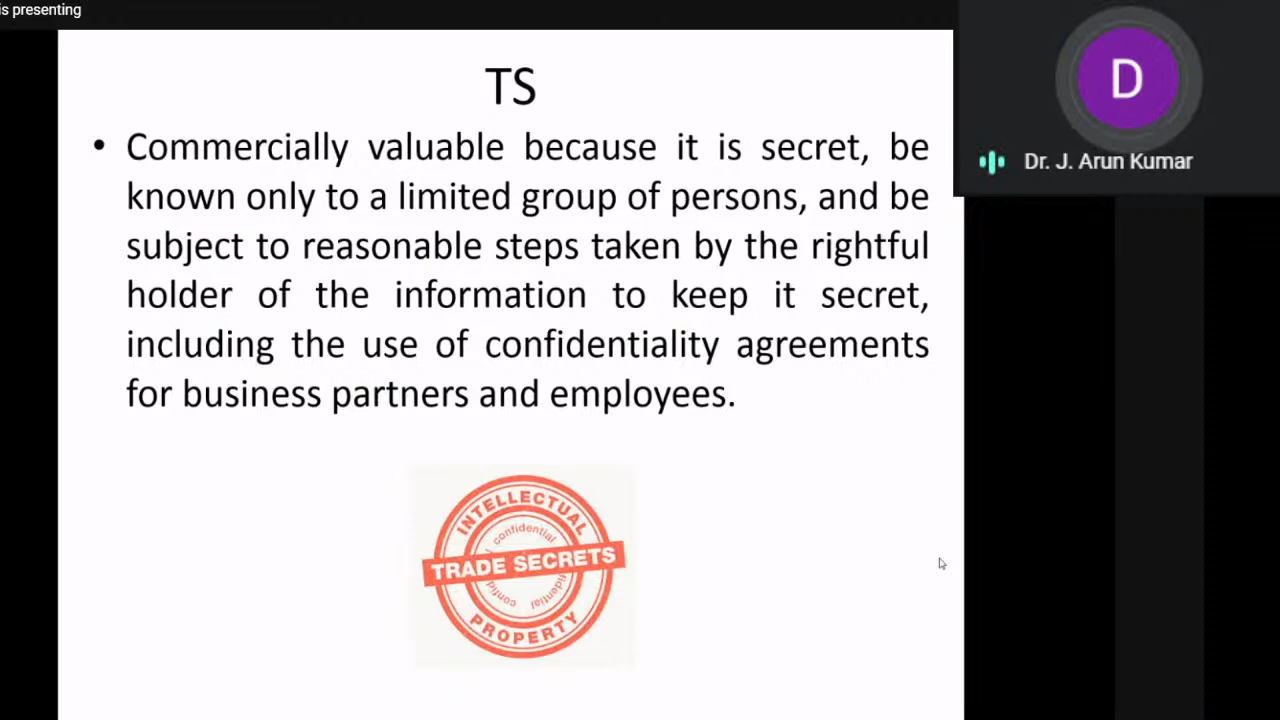 is presenting
D
Dr. J. Arun Kumar
TS
• Commercially valuable because it is secret, be
known only to a limited group of persons, and be
subject to reasonable steps taken by the rightful
holder of the information to keep it secret,
including the use of confidentiality agreements
for business partners and employees.
INTELLECTUAL
confidential
TRADE SECRETS
confid
fidential
PROPERTY